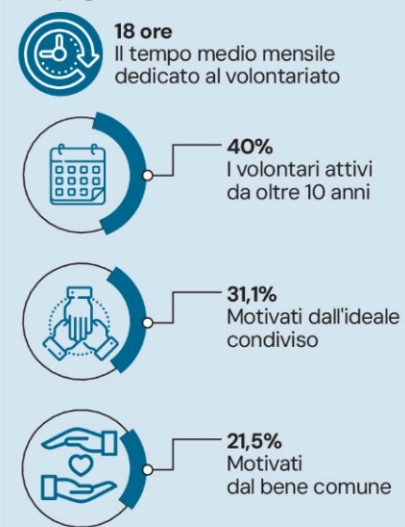 18 ore
Il tempo medio mensile
dedicato al volontariato
40%
I volontari attivi
da oltre 10 anni
31,1%
Motivati dall'ideale
condiviso
21,5%
Motivati
dal bene comune